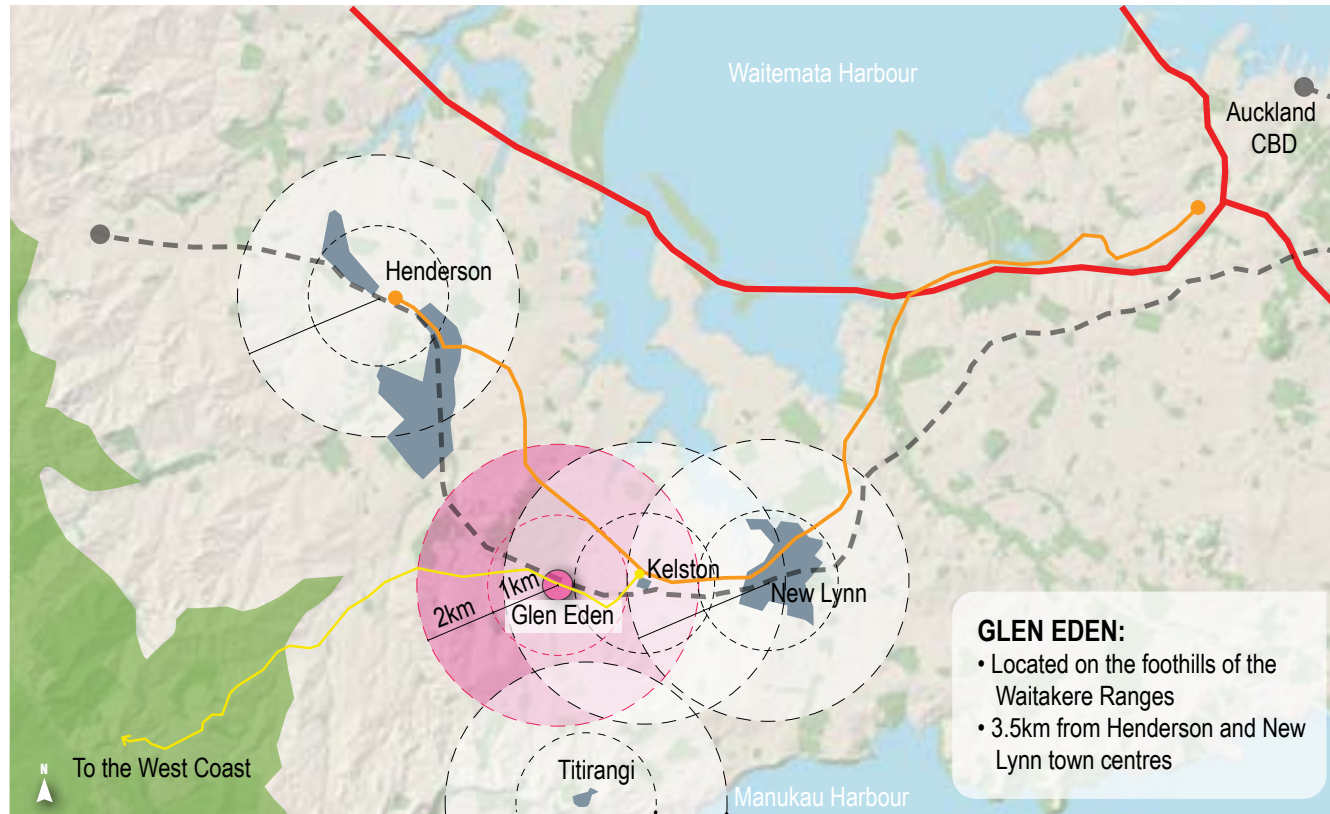 Waitemata Harbour
Auckland
CBD
Henderson
Kelston
1km
2km
Glen Eden
New Lynn
GLEN EDEN:
• Located on the foothills of the
Waitakere Ranges
• 3.5km from Henderson and New
Lynn town centres
To the West Coast
Titirangi
Manukau Harbour
N